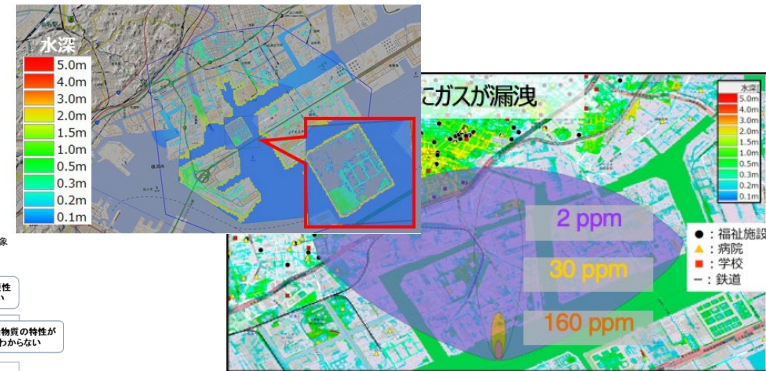 水深
5.0m
4.0m
3.0m
2.0m
1.5m
1.0m
0.5m
0.3m
0.2m
0.1m
にガスが漏洩
水深
5.0m
4.0m
3.0m
2.0m
1.5m
1.0m
0.5m
0.3m
0.2m
0.1m
2 ppm
30 ppm
160 ppm
●：福祉施設
▲：病院
■：学校
ー：鉄道
象
性
い
物質の特性が
わからない